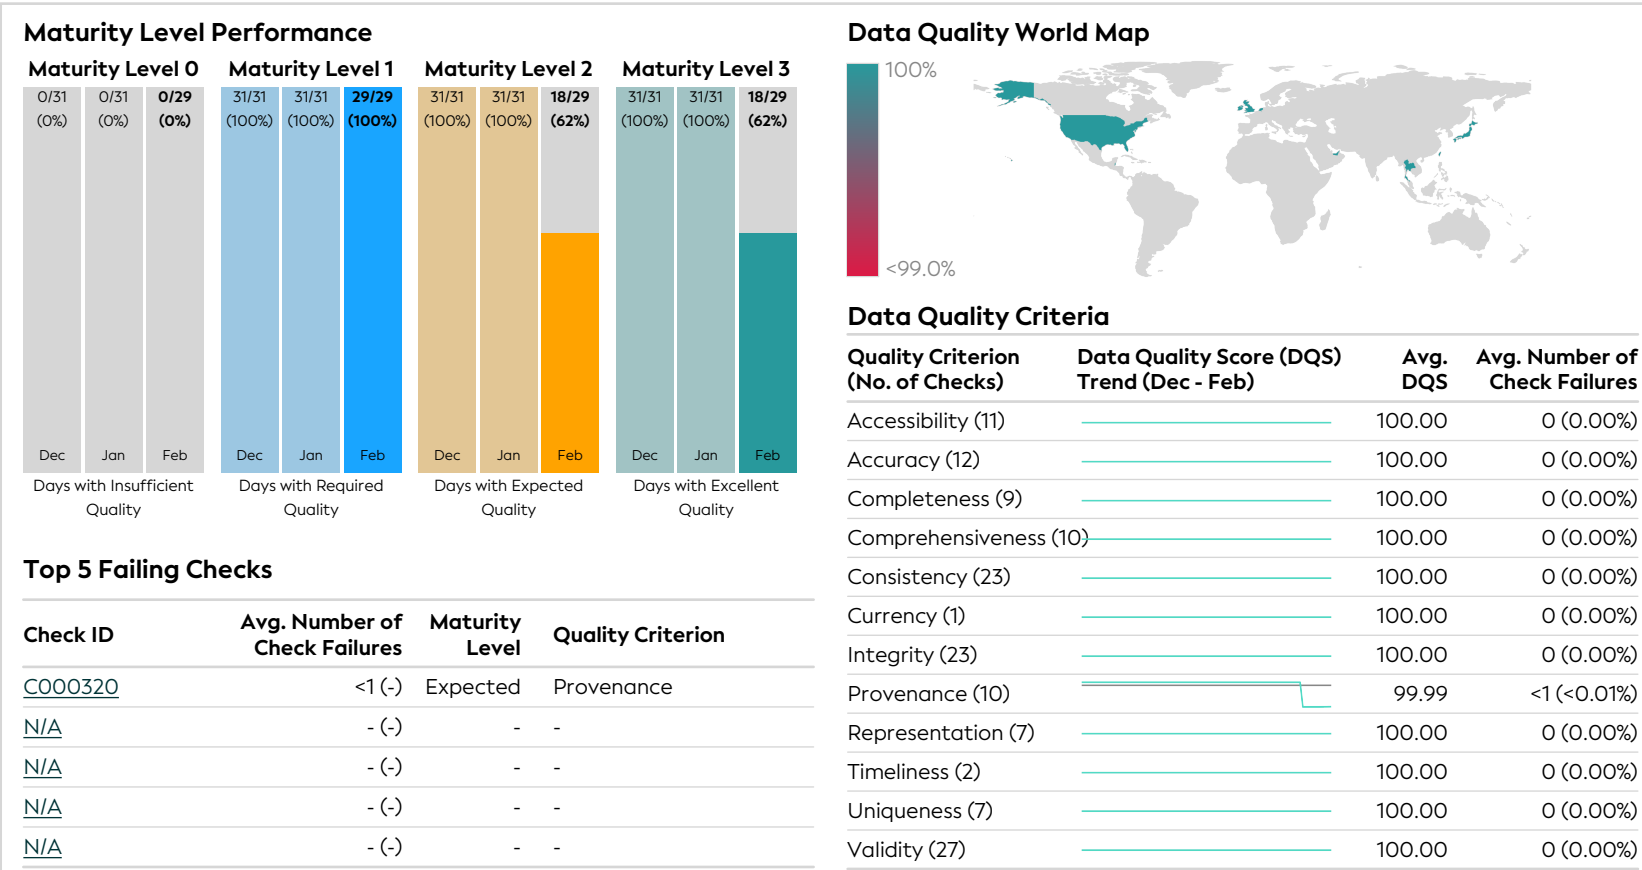 Maturity Level Performance
Maturity Level 0
Maturity Level 1
Maturity Level 2
Maturity Level 3
0/31 0/31 0/29
(0%) (0%) (0%)
31/31 31/31 29/29
(100%) (100%) (100%)
31/31 31/31 18/29
(100%) (100%) (62%)
31/31 31/31 18/29
(100%) (100%) (62%)
Dec Jan Feb
Dec Jan Feb
Dec Jan Feb
Dec Jan Feb
Days with Insufficient
Quality
Days with Required
Quality
Days with Expected
Quality
Days with Excellent
Quality
Top 5 Failing Checks
Check ID
Avg. Number of
Check Failures
Maturity
Level
Quality Criterion
C000320 <1 (-) Expected Provenance
N/A - (-) - -
N/A - (-) - -
N/A - (-) - -
N/A - (-) - -
Data Quality World Map
100%
<99.0%
Data Quality Criteria
Quality Criterion
(No. of Checks)
Data Quality Score (DQS)
Trend (Dec - Feb)
Avg.
DQS
Avg. Number of
Check Failures
Accessibility (11) 100.00 0 (0.00%)
Accuracy (12) 100.00 0 (0.00%)
Completeness (9) 100.00 0 (0.00%)
Comprehensiveness (10) 100.00 0 (0.00%)
Consistency (23) 100.00 0 (0.00%)
Currency (1) 100.00 0 (0.00%)
Integrity (23) 100.00 0 (0.00%)
Provenance (10) 99.99 <1 (<0.01%)
Representation (7) 100.00 0 (0.00%)
Timeliness (2) 100.00 0 (0.00%)
Uniqueness (7) 100.00 0 (0.00%)
Validity (27) 100.00 0 (0.00%)